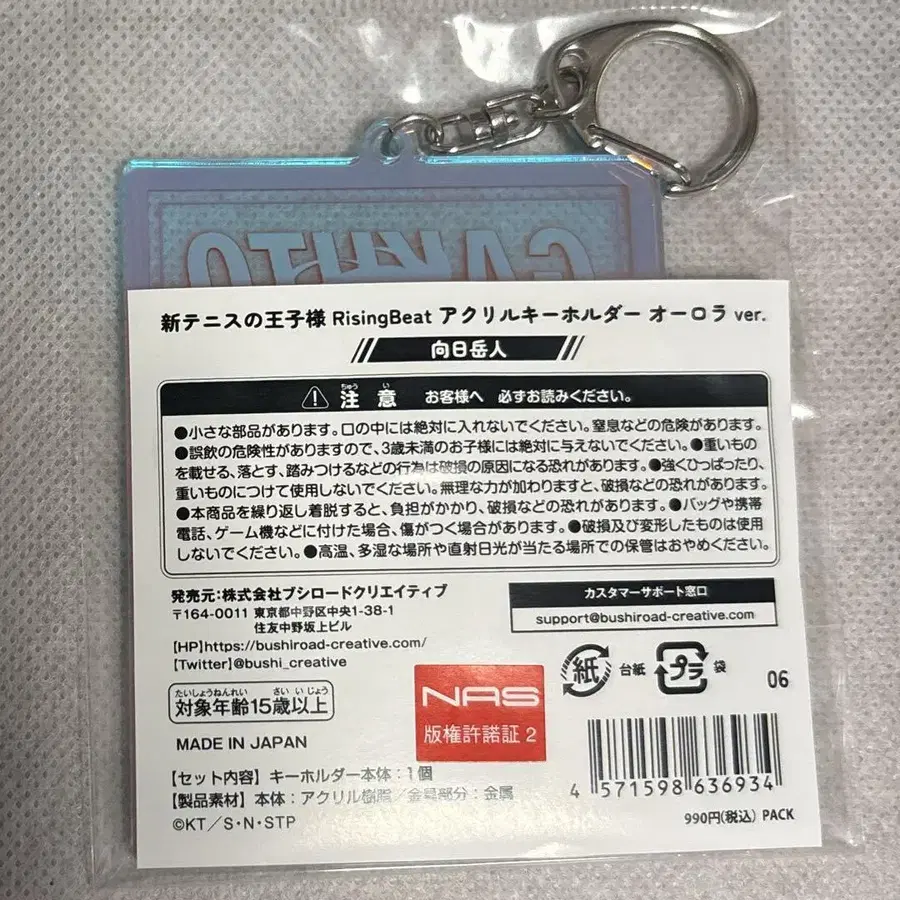 GAKUTO
新テニスの王子様 RisingBeat アクリルキーホルダー オーロラ ver.
向日岳人
注意 お客様へ 必ずお読みください。
ちゅう い
●小さな部品があります。口の中には絶対に入れないでください。窒息などの危険があります。
●誤飲の危険性がありますので、3歳未満のお子様には絶対に与えないでください。●重いもの
を載せる、落とす、踏みつけるなどの行為は破損の原因になる恐れがあります。●強くひっぱったり、
重いものにつけて使用しないでください。無理な力が加わりますと、破損などの恐れがあります。
●本商品を繰り返し着脱すると、負担がかかり、破損などの恐れがあります。●バッグや携帯
電話、ゲーム機などに付けた場合、傷がつく場合があります。●破損及び変形したものは使用
しないでください。●高温、多湿な場所や直射日光が当たる場所での保管はおやめください。
発売元:株式会社ブシロードクリエイティブ
〒164-0011 東京都中野区中央1-38-1
住友中野坂上ビル
[HP]https://bushiroad-creative.com/
[Twitter]@bushi_creative
カスタマーサポート窓口
support@bushiroad-creative.com
紙 台紙 プラ 袋
06
たいしょうねんれい さい いじょう
対象年齢15歳以上
MADE IN JAPAN
NAS
版権許諾証 2
【セット内容】キーホルダー本体:1個
【製品素材】本体:アクリル樹脂/金具部分:金属
©KT/S・N・STP
4 571598 636934
990円(税込) PACK